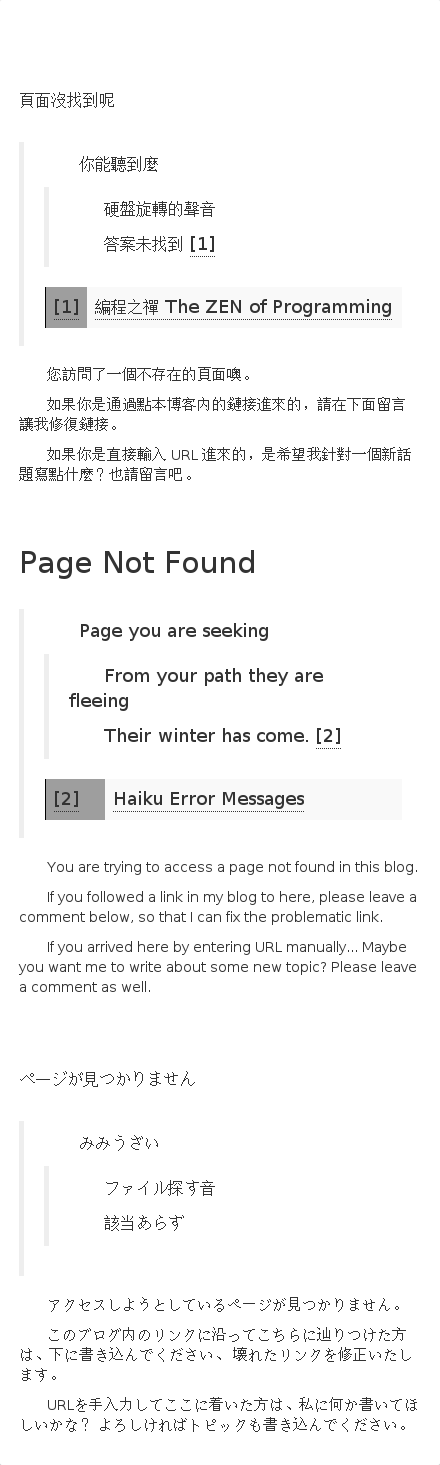 頁面沒找到呢
你能聽到麼
硬盤旋轉的聲音
答案未找到 [1]
[1] 編程之禪 The ZEN of Programming
您訪問了一個不存在的頁面噢。
如果你是通過點本博客內的鏈接進來的，請在下面留言
讓我修復鏈接。
如果你是直接輸入 URL 進來的，是希望我針對一個新話
題寫點什麼？也請留言吧。
Page Not Found
Page you are seeking
From your path they are
fleeing
Their winter has come. [2]
[2] Haiku Error Messages
You are trying to access a page not found in this blog.
If you followed a link in my blog to here, please leave a
comment below, so that I can fix the problematic link.
If you arrived here by entering URL manually... Maybe
you want me to write about some new topic? Please leave
a comment as well.
ページが見つかりません
みみうざい
ファイル探す音
該当あらず
アクセスしようとしているページが見つかりません。
このブログ内のリンクに沿ってこちらに辿りつけた方
は、下に書き込んでください、壊れたリンクを修正いたし
ます。
URLを手入力してここに着いた方は、私に何か書いてほ
しいかな？ よろしければトピックも書き込んでください。